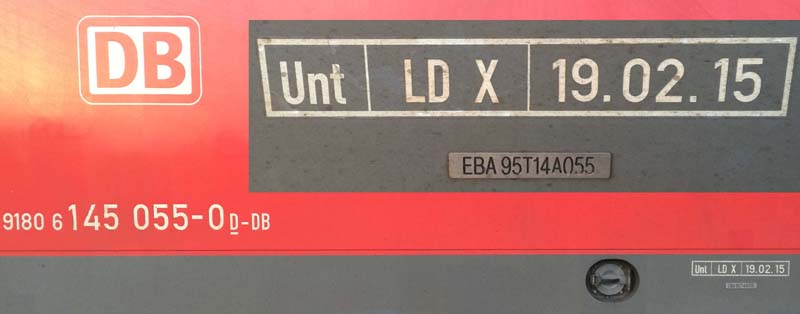 DB
Unt LD X 19.02.15
EBA 95T14A055
9180 6 145 055-0 D-DB
Unt LD X 19.02.15